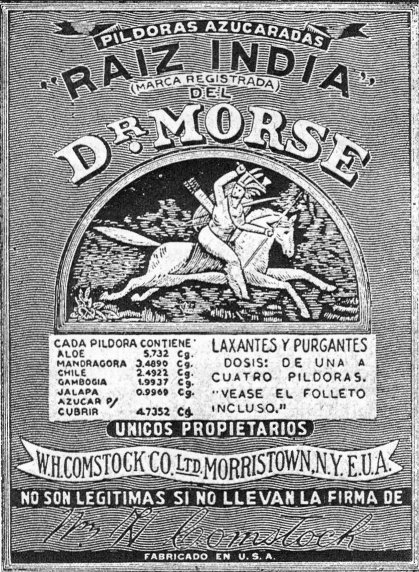 PILDORAS AZUCARADAS
"RAIZ INDIA"
(MARCA REGISTRADA)
DEL
DR. MORSE
CADA PILDORA CONTIENE
ALOE 5.732 Cg.
MANDRAGORA 3.4890 Cg.
CHILE 2.4922 Cg.
GAMBOGIA 1.9937 Cg.
JALAPA 0.9969 Cg.
AZUCAR P/
CUBRIR 4.7352 Cg.
LAXANTES Y PURGANTES
DOSIS: DE UNA A
CUATRO PILDORAS.
"VEASE EL FOLLETO
INCLUSO."
UNICOS PROPIETARIOS
W.H. COMSTOCK CO., LTD. MORRISTOWN, N.Y. E.U.A.
NO SON LEGITIMAS SI NO LLEVAN LA FIRMA DE
Wm H Comstock
FABRICADO EN U.S.A.